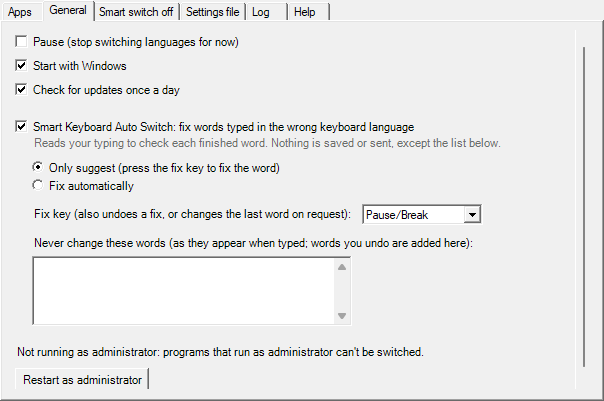 Apps General Smart switch off Settings file Log Help
Pause (stop switching languages for now)
Start with Windows
Check for updates once a day
Smart Keyboard Auto Switch: fix words typed in the wrong keyboard language
Reads your typing to check each finished word. Nothing is saved or sent, except the list below.
Only suggest (press the fix key to fix the word)
Fix automatically
Fix key (also undoes a fix, or changes the last word on request): Pause/Break
Never change these words (as they appear when typed; words you undo are added here):
Not running as administrator: programs that run as administrator can't be switched.
Restart as administrator